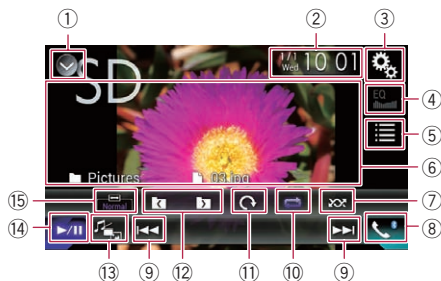 ① ② ③
SD
1/1
Wed 10 01
EQ
④
⑤
⑥
Pictures 03.jpg
⑮ Normal ⑦
⑭ ⑧
⑬ ⑨ ⑫ ⑪ ⑩ ⑨